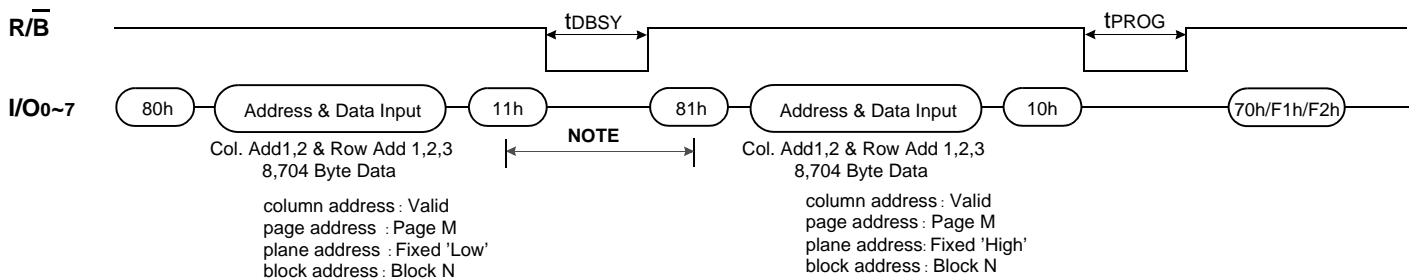 R/B tDBSY tPROG
I/O0~7 80h Address & Data Input 11h 81h Address & Data Input 10h 70h/F1h/F2h
NOTE
Col. Add1,2 & Row Add 1,2,3 Col. Add1,2 & Row Add 1,2,3
8,704 Byte Data 8,704 Byte Data
column address : Valid column address : Valid
page address : Page M page address : Page M
plane address : Fixed 'Low' plane address: Fixed 'High'
block address : Block N block address : Block N